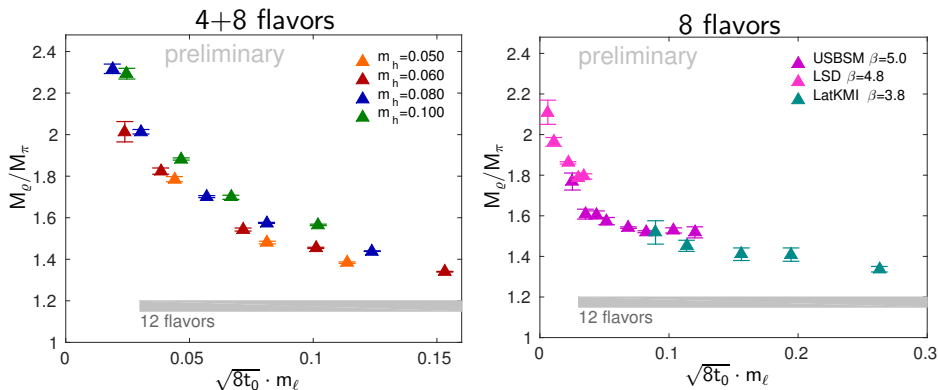 4+8 flavors
preliminary
m_h=0.050
m_h=0.060
m_h=0.080
m_h=0.100
M_ϱ/M_π
2.4
2.2
2
1.8
1.6
1.4
1.2
1
12 flavors
0 0.05 0.1 0.15
√8t₀ · m_ℓ
8 flavors
preliminary
USBSM β=5.0
LSD β=4.8
LatKMI β=3.8
M_ϱ/M_π
2.4
2.2
2
1.8
1.6
1.4
1.2
1
12 flavors
0 0.1 0.2 0.3
√8t₀ · m_ℓ